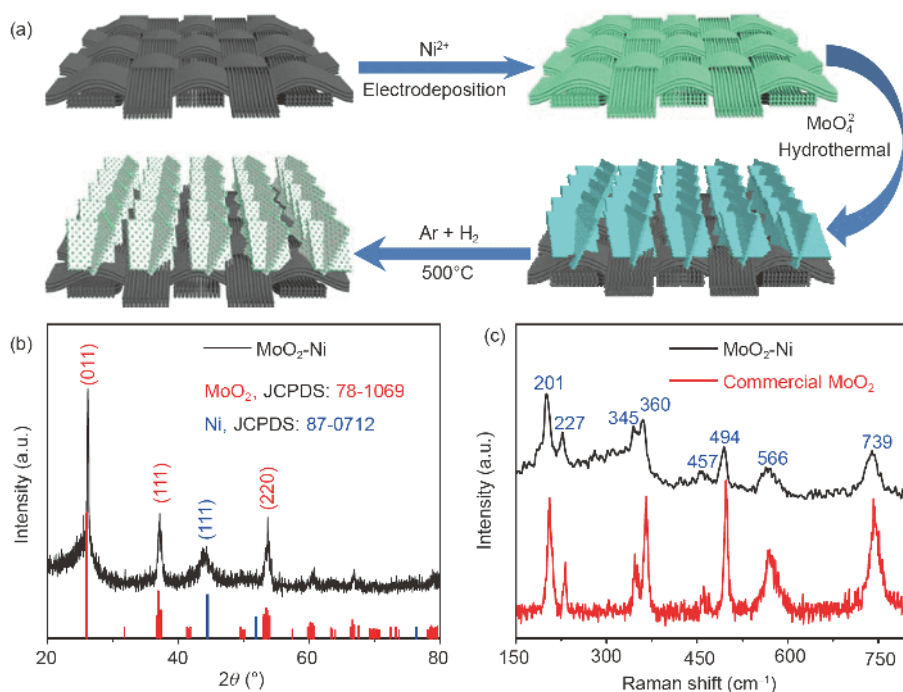 (a)
Ni²⁺
Electrodeposition
MoO₄²
Hydrothermal
Ar + H₂
500°C
(b)
(011)
(111)
(111)
(220)
MoO₂-Ni
MoO₂, JCPDS: 78-1069
Ni, JCPDS: 87-0712
Intensity (a.u.)
20 40 60 80
2θ (°)
(c)
MoO₂-Ni
Commercial MoO₂
201
227
345
360
457
494
566
739
Intensity (a.u.)
150 300 450 600 750
Raman shift (cm⁻¹)